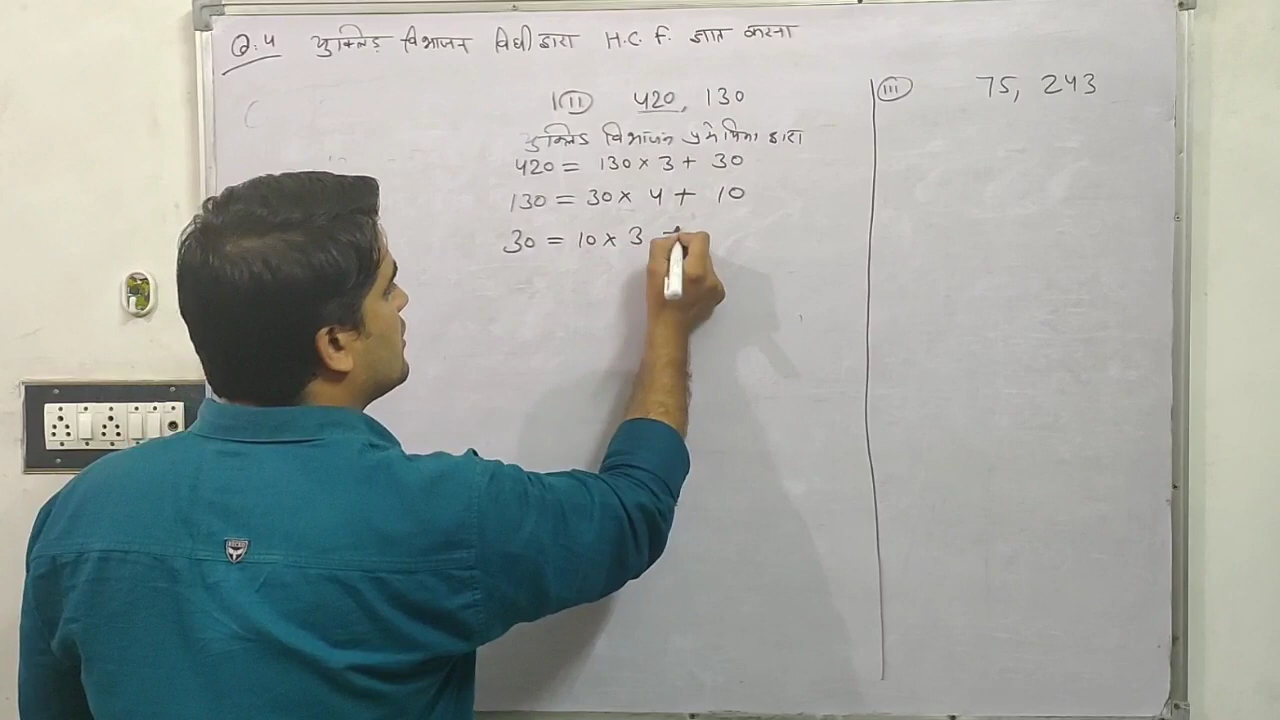 Q.4 युक्लिड विभाजन विधी द्वारा H.C.F. ज्ञात करना
(II) 420, 130
युक्लिड विभाजन प्रमेयिका द्वारा
420 = 130 × 3 + 30
130 = 30 × 4 + 10
30 = 10 × 3 +
(III) 75, 243